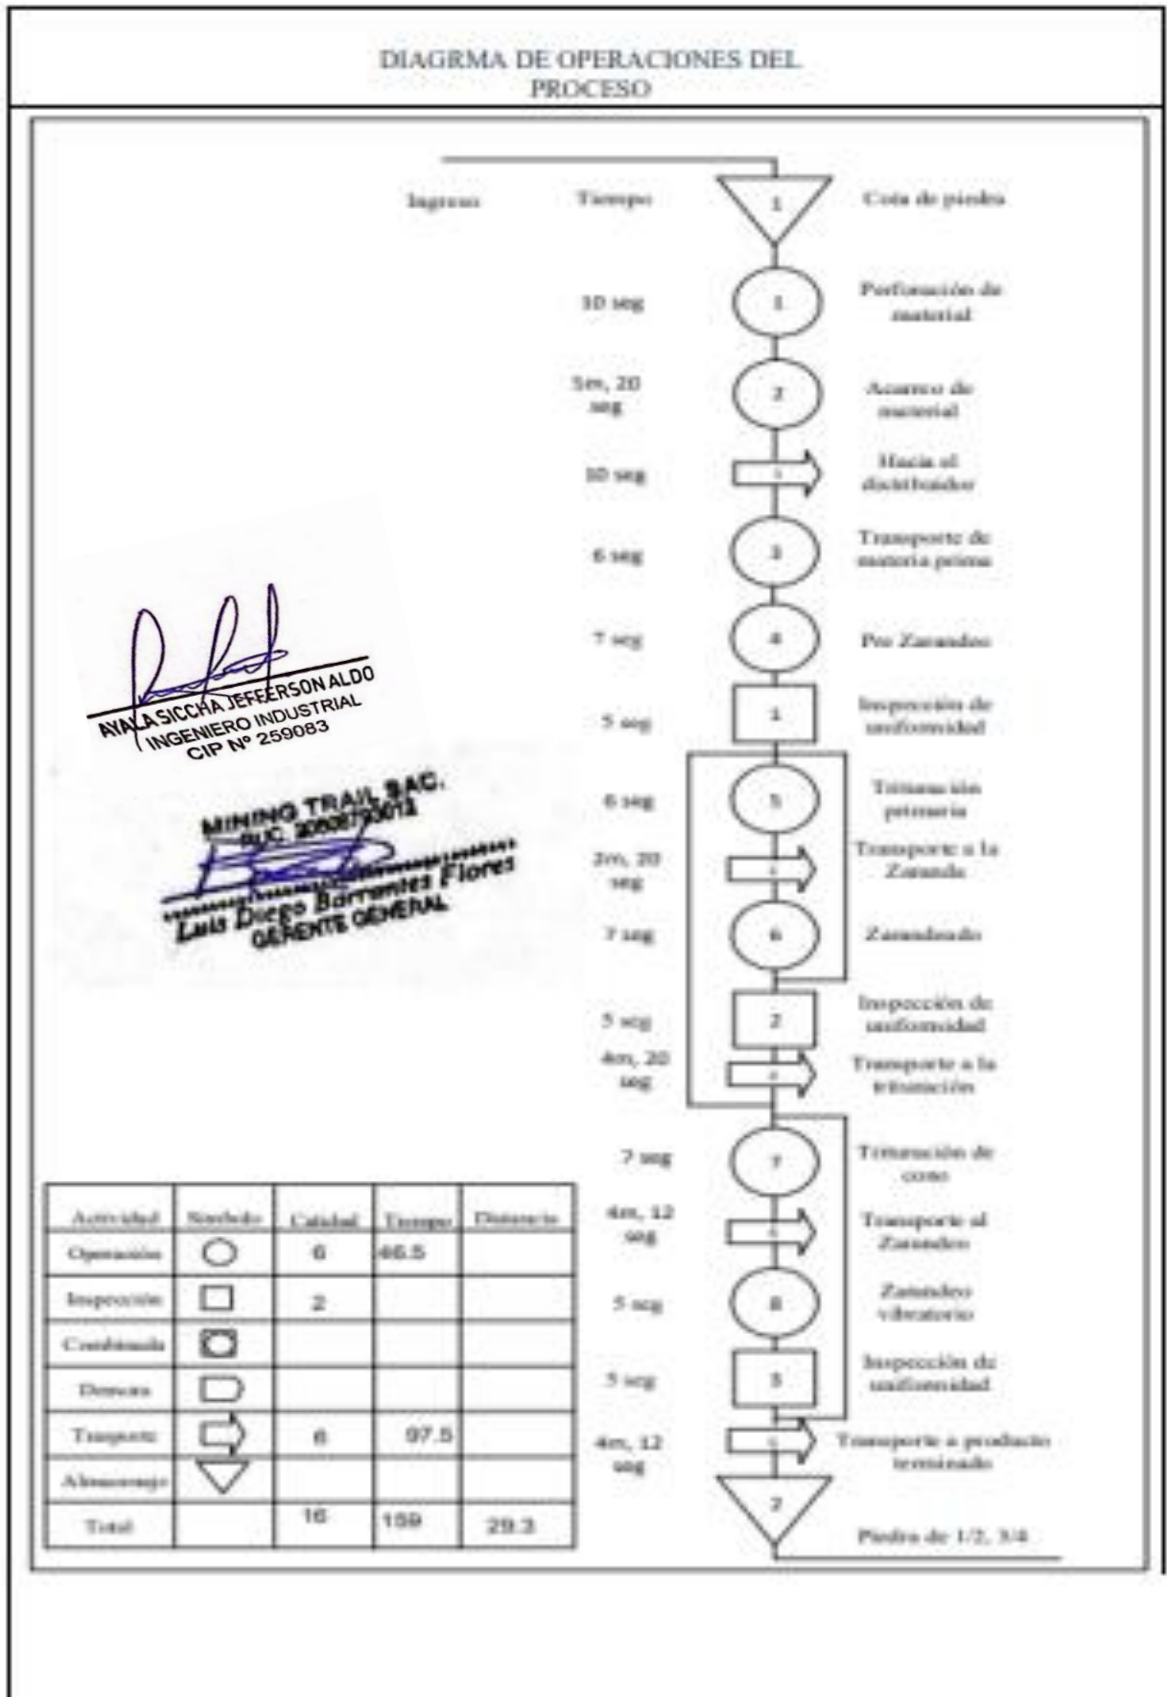 DIAGRMA DE OPERACIONES DEL
PROCESO
Ingreso
Tiempo
1
Cota de piedra
10 seg
1
Perforación de
material
5m, 20
seg
2
Acarreo de
material
10 seg
Hacia el
distribuidor
6 seg
3
Transporte de
materia prima
7 seg
4
Pre Zarandeo
5 seg
1
Inspección de
uniformidad
6 seg
5
Trituración
primaria
2m, 20
seg
Transporte a la
Zaranda
7 seg
6
Zarandeado
5 seg
2
Inspección de
uniformidad
4m, 20
seg
Transporte a la
trituración
7 seg
7
Trituración de
cono
4m, 12
seg
Transporte al
Zarandeo
5 seg
8
Zarandeo
vibratorio
5 seg
3
Inspección de
uniformidad
4m, 12
seg
Transporte a producto
terminado
2
Piedra de 1/2, 3/4
AYALA SICCHA JEFFERSON ALDO
INGENIERO INDUSTRIAL
CIP Nº 259083
MINING TRAIL SAC.
RUC.
Luis Diego Barrantes Flores
GERENTE GENERAL
Actividad Simbolo Calidad Tiempo Distancia
Operación 6 46.5
Inspección 2
Combinada
Demora
Trasporte 6 97.5
Almacenaje
Total 16 159 29.3